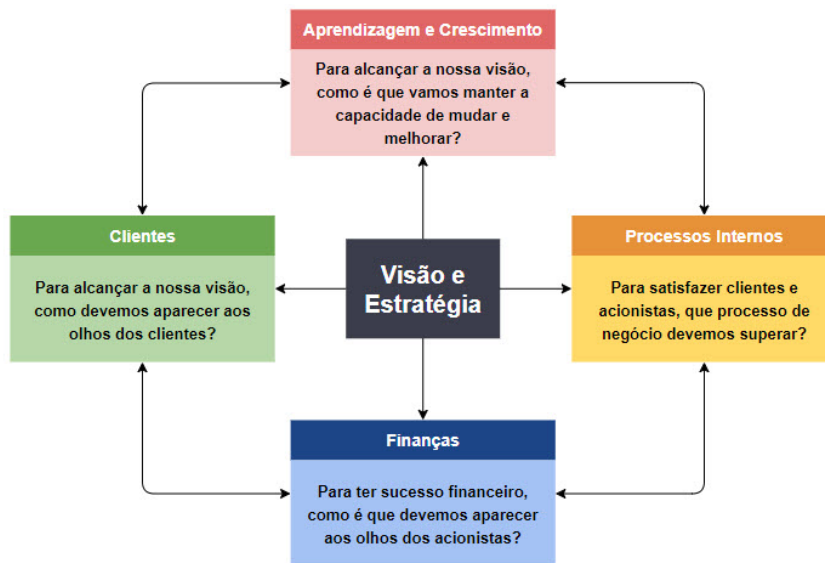 Aprendizagem e Crescimento
Para alcançar a nossa visão,
como é que vamos manter a
capacidade de mudar e
melhorar?
Clientes
Para alcançar a nossa visão,
como devemos aparecer aos
olhos dos clientes?
Visão e
Estratégia
Processos Internos
Para satisfazer clientes e
acionistas, que processo de
negócio devemos superar?
Finanças
Para ter sucesso financeiro,
como é que devemos aparecer
aos olhos dos acionistas?